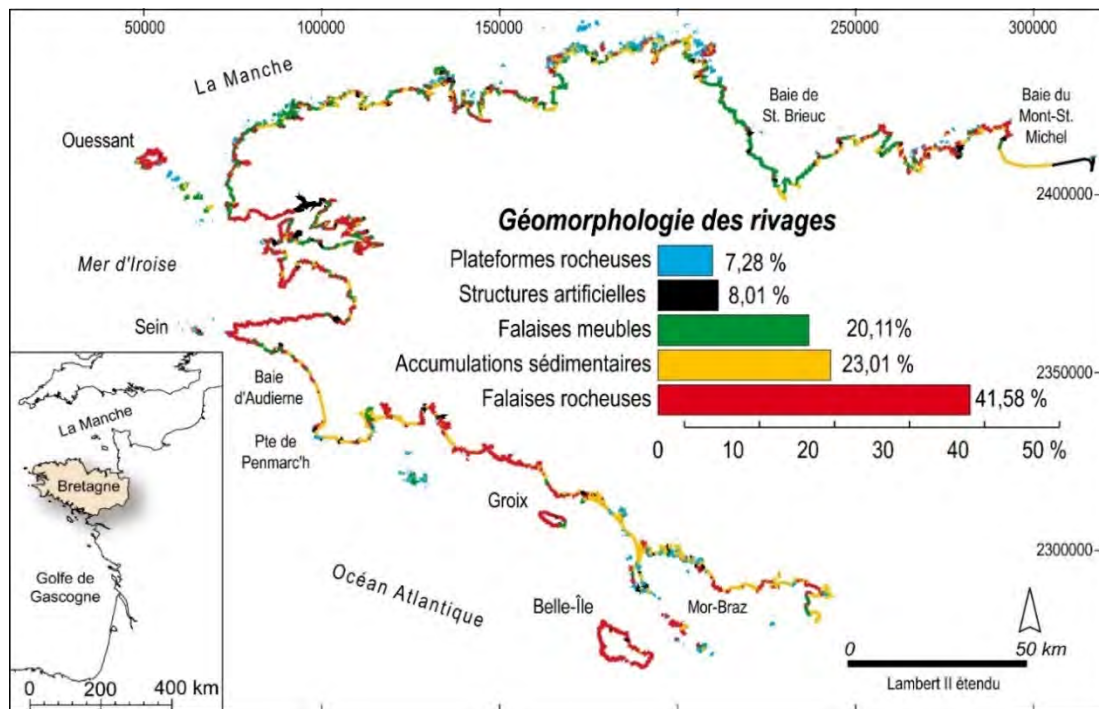 50000 100000 150000 200000 250000 300000
La Manche
Baie de
St. Brieuc
Baie du
Mont-St.
Michel
Ouessant
2400000
Géomorphologie des rivages
Mer d'Iroise
Plateformes rocheuses 7,28 %
Structures artificielles 8,01 %
Sein
Falaises meubles 20,11%
Accumulations sédimentaires 23,01 %
2350000
Baie
d'Audierne
Falaises rocheuses 41,58 %
0 10 20 30 40 50 %
La Manche
Pte de
Penmarc'h
Bretagne
Groix
2300000
Golfe de
Gascogne
Océan Atlantique
Belle-Île
Mor-Braz
0 50 km
Lambert II étendu
0 200 400 km